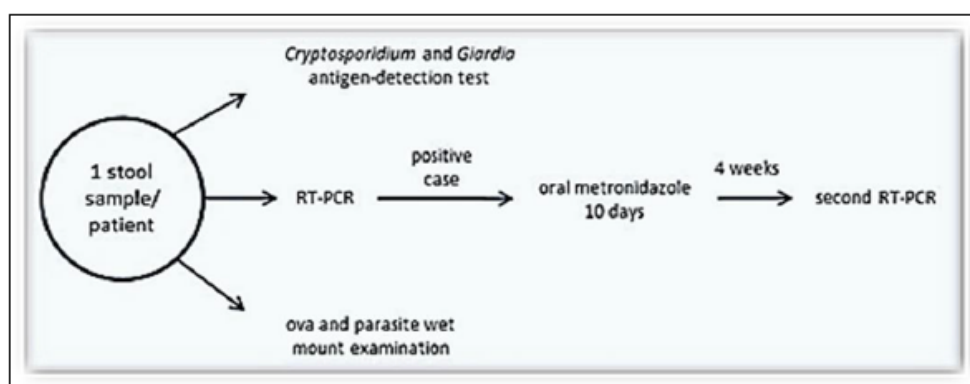 Cryptosporidium and Giardia
antigen-detection test
1 stool
sample/
patient
RT-PCR
positive
case
oral metronidazole
10 days
4 weeks
second RT-PCR
ova and parasite wet
mount examination